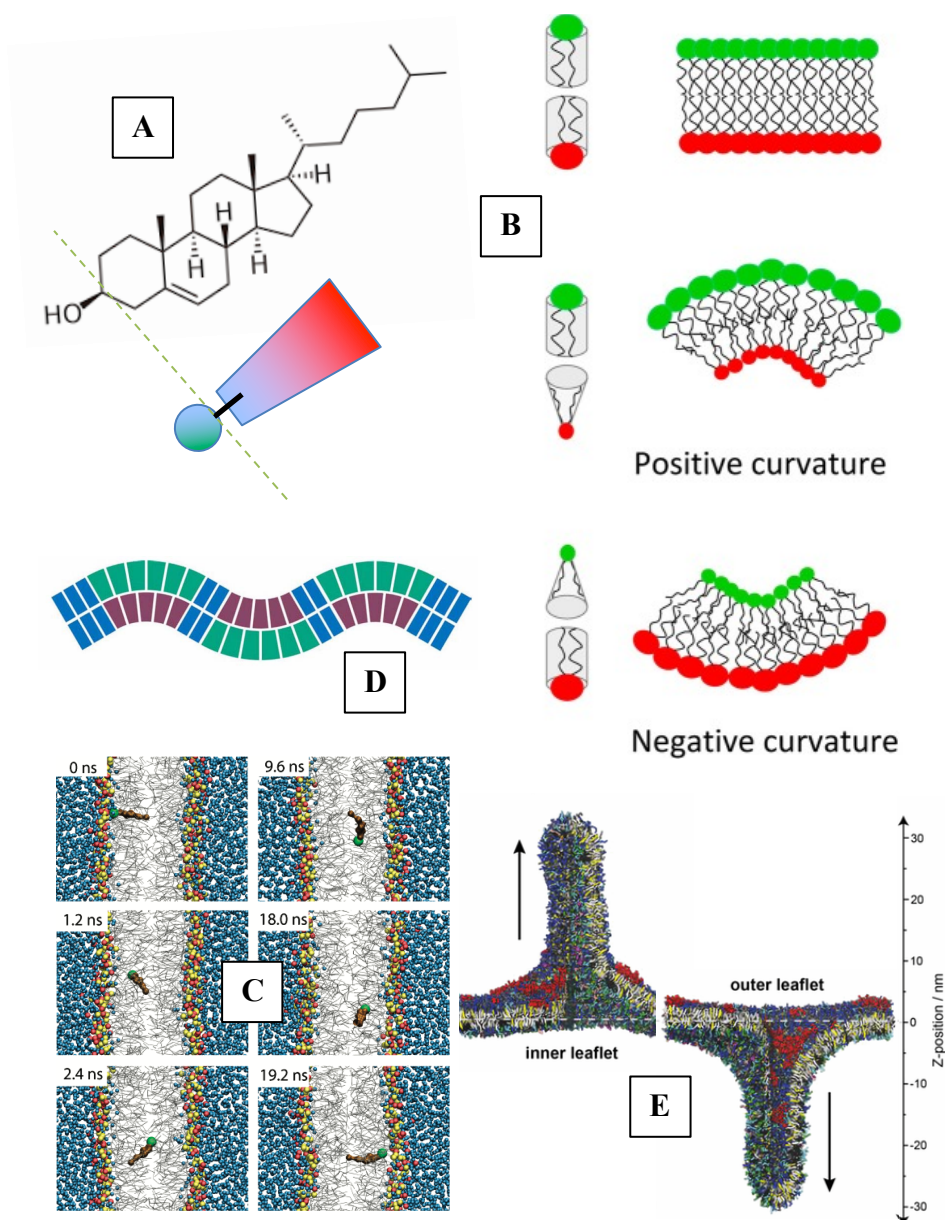 A
H
H
H
H
HO
B
Positive curvature
Negative curvature
D
0 ns
9.6 ns
1.2 ns
18.0 ns
C
2.4 ns
19.2 ns
30
20
10
0
-10
-20
-30
Z-position / nm
outer leaflet
inner leaflet
E